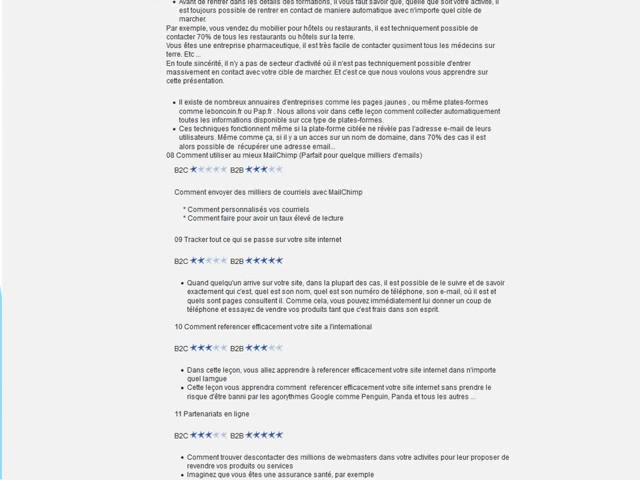 Avant de rentrer dans les détails des formations, il vous faut savoir que, quelle que soit votre activité, il
est toujours possible de rentrer en contact de maniere automatique avec n'importe quel cible de
marcher.
Par exemple, vous vendez du mobilier pour hôtels ou restaurants, il est techniquement possible de
contacter 70% de tous les restaurants ou hôtels sur la terre.
Vous êtes une entreprise pharmaceutique, il est très facile de contacter qusiment tous les médecins sur
terre. Etc ...
En toute sincérité, il n'y a pas de secteur d'activité où il n'est pas techniquement possible d'entrer
massivement en contact avec votre cible de marcher. Et c'est ce que nous voulons vous apprendre sur
cette présentation.
Il existe de nombreux annuaires d'entreprises comme les pages jaunes , ou même plates-formes
comme leboncoin.fr ou Pap.fr . Nous allons voir dans cette leçon comment collecter automatiquement
toutes les informations disponible sur cce type de plates-formes.
Ces techniques fonctionnent même si la plate-forme ciblée ne révèle pas l'adresse e-mail de leurs
utilisateurs. Même comme ça, si il y a un acces sur un nom de domaine, dans 70% des cas il est
alors possible de récupérer une adresse email...
08 Comment utiliser au mieux MailChimp (Parfait pour quelque milliers d'emails)
B2C B2B
Comment envoyer des milliers de courriels avec MailChimp
* Comment personnalisés vos courriels
* Comment faire pour avoir un taux élevé de lecture
09 Tracker tout ce qui se passe sur votre site internet
B2C B2B
Quand quelqu'un arrive sur votre site, dans la plupart des cas, il est possible de le suivre et de savoir
exactement qui c'est, quel est son nom, quel est son numéro de téléphone, son e-mail, où il est et
quels sont pages consultent il. Comme cela, vous pouvez immédiatement lui donner un coup de
téléphone et essayez de vendre vos produits tant que c'est frais dans son esprit.
10 Comment referencer efficacement votre site a l'international
B2C B2B
Dans cette leçon, vous allez apprendre à referencer efficacement votre site internet dans n'importe
quel lamgue
Cette leçon vous apprendra comment referencer efficacement votre site internet sans prendre le
risque d'être banni par les agorythmes Google comme Penguin, Panda et tous les autres ...
11 Partenariats en ligne
B2C B2B
Comment trouver descontacter des millions de webmasters dans votre activites pour leur proposer de
revendre vos produits ou services
Imaginez que vous êtes une assurance santé, par exemple